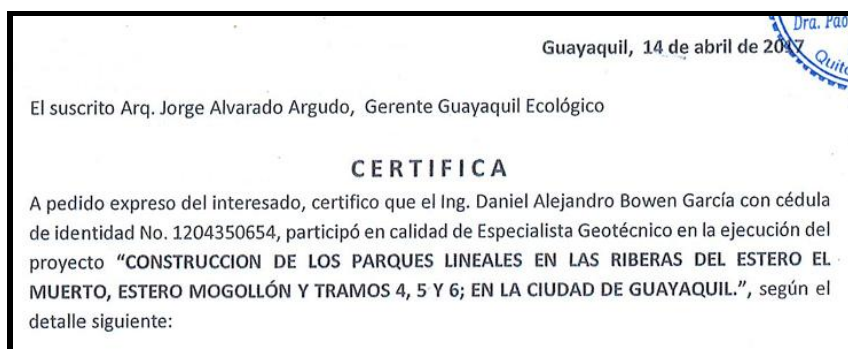 Dra. Pao
Guayaquil, 14 de abril de 2017
Quito
El suscrito Arq. Jorge Alvarado Argudo, Gerente Guayaquil Ecológico
CERTIFICA
A pedido expreso del interesado, certifico que el Ing. Daniel Alejandro Bowen García con cédula
de identidad No. 1204350654, participó en calidad de Especialista Geotécnico en la ejecución del
proyecto “CONSTRUCCION DE LOS PARQUES LINEALES EN LAS RIBERAS DEL ESTERO EL
MUERTO, ESTERO MOGOLLÓN Y TRAMOS 4, 5 Y 6; EN LA CIUDAD DE GUAYAQUIL.”, según el
detalle siguiente: